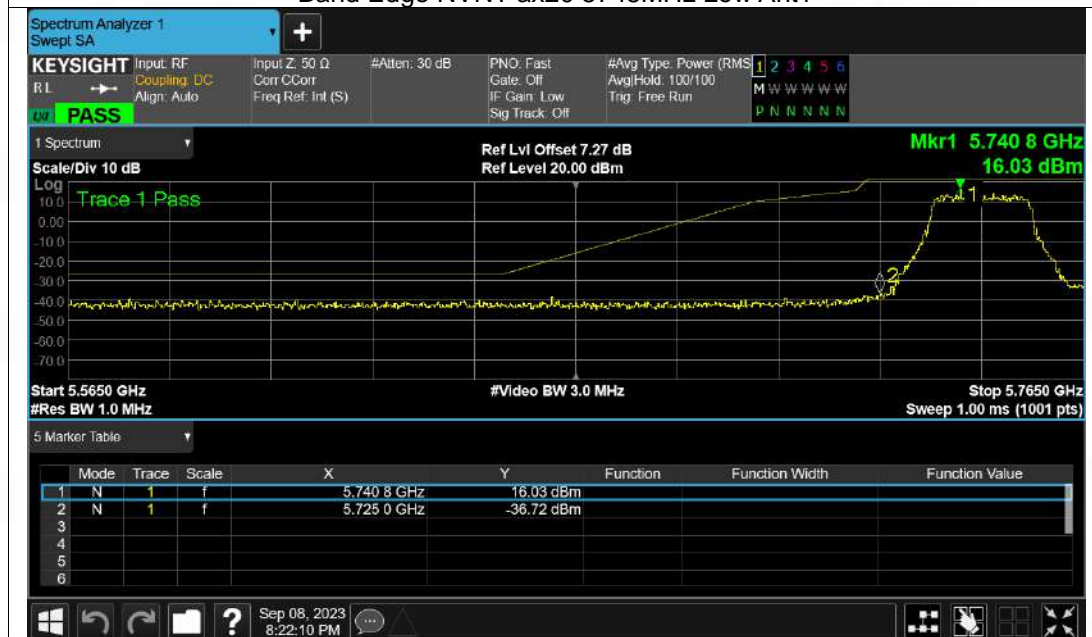 Spectrum Analyzer 1
Swept SA
KEYSIGHT Input: RF Input Z: 50 Ω #Atten: 30 dB PNO: Fast #Avg Type: Power (RMS 1 2 3 4 5 6
RL Coupling: DC Corr CCorr Gate: Off Avg|Hold: 100/100 M W W W W W
Align: Auto Freq Ref: Int (S) IF Gain: Low Trig: Free Run
LXI PASS Sig Track: Off P N N N N N
1 Spectrum Ref Lvl Offset 7.27 dB Mkr1 5.740 8 GHz
Scale/Div 10 dB Ref Level 20.00 dBm 16.03 dBm
Log
10.0 Trace 1 Pass 1
0.00
-10.0
-20.0
-30.0 2
-40.0
-50.0
-60.0
-70.0
Start 5.5650 GHz #Video BW 3.0 MHz Stop 5.7650 GHz
#Res BW 1.0 MHz Sweep 1.00 ms (1001 pts)
5 Marker Table
Mode Trace Scale X Y Function Function Width Function Value
1 N 1 f 5.740 8 GHz 16.03 dBm
2 N 1 f 5.725 0 GHz -36.72 dBm
3
4
5
6
? Sep 08, 2023
8:22:10 PM